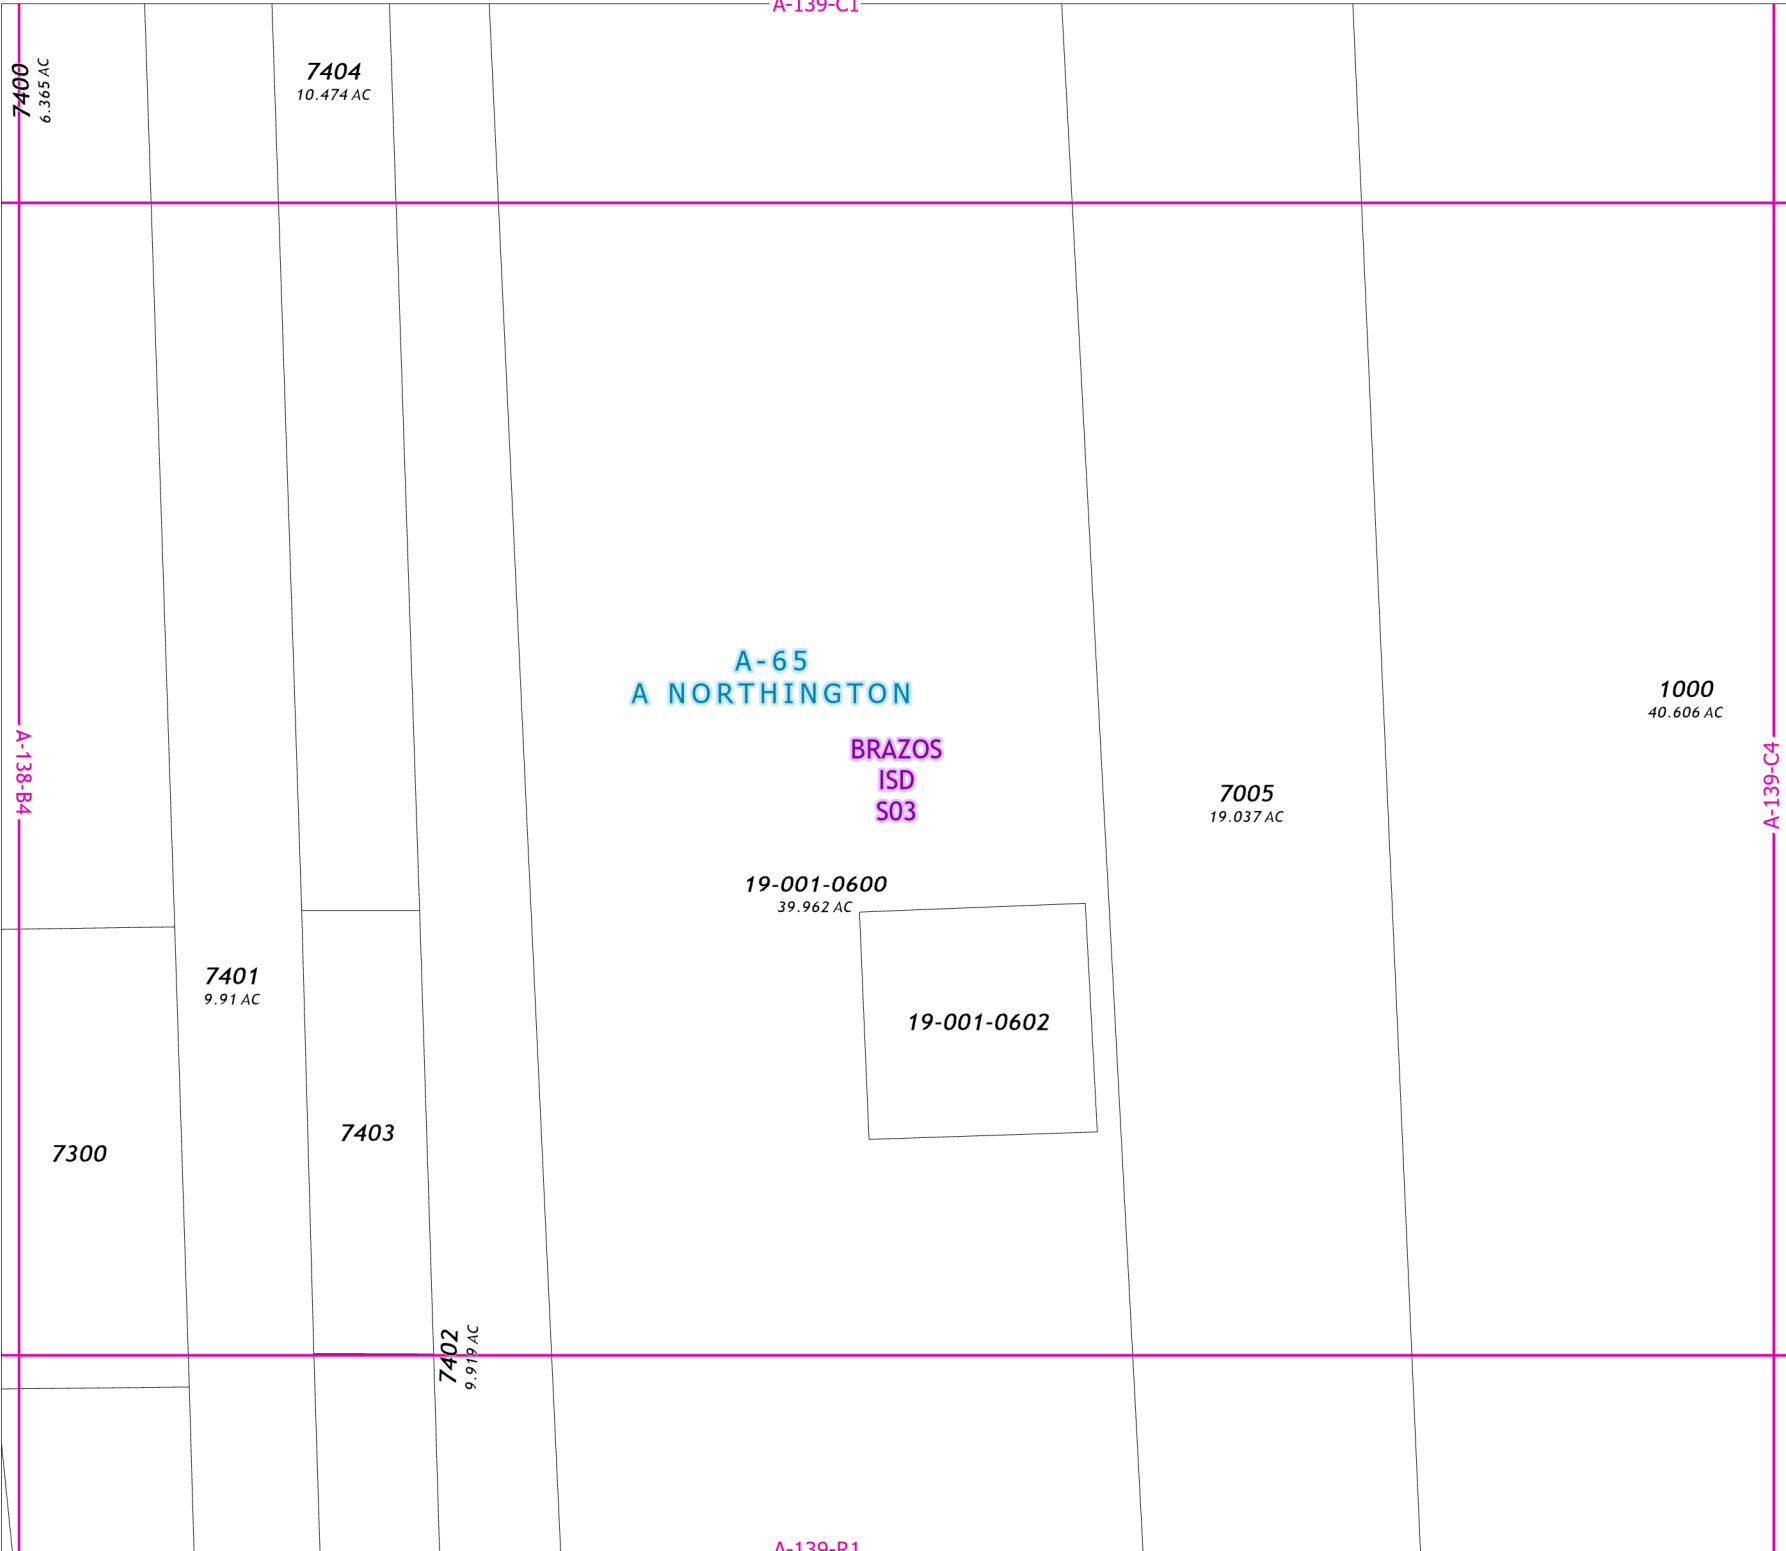 A-139-C1
7400
6.365 AC
7404
10.474 AC
A-65
A NORTHINGTON
BRAZOS
ISD
S03
1000
40.606 AC
A-138-B4
A-139-C4
7005
19.037 AC
19-001-0600
39.962 AC
7401
9.91 AC
19-001-0602
7403
7300
7402
9.919 AC
A-139-R1